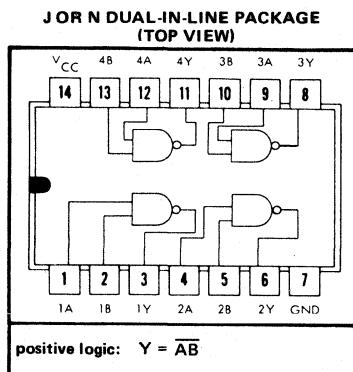 J OR N DUAL-IN-LINE PACKAGE
(TOP VIEW)
VCC 4B 4A 4Y 3B 3A 3Y
14 13 12 11 10 9 8
1 2 3 4 5 6 7
1A 1B 1Y 2A 2B 2Y GND
positive logic: Y = A̅B̅